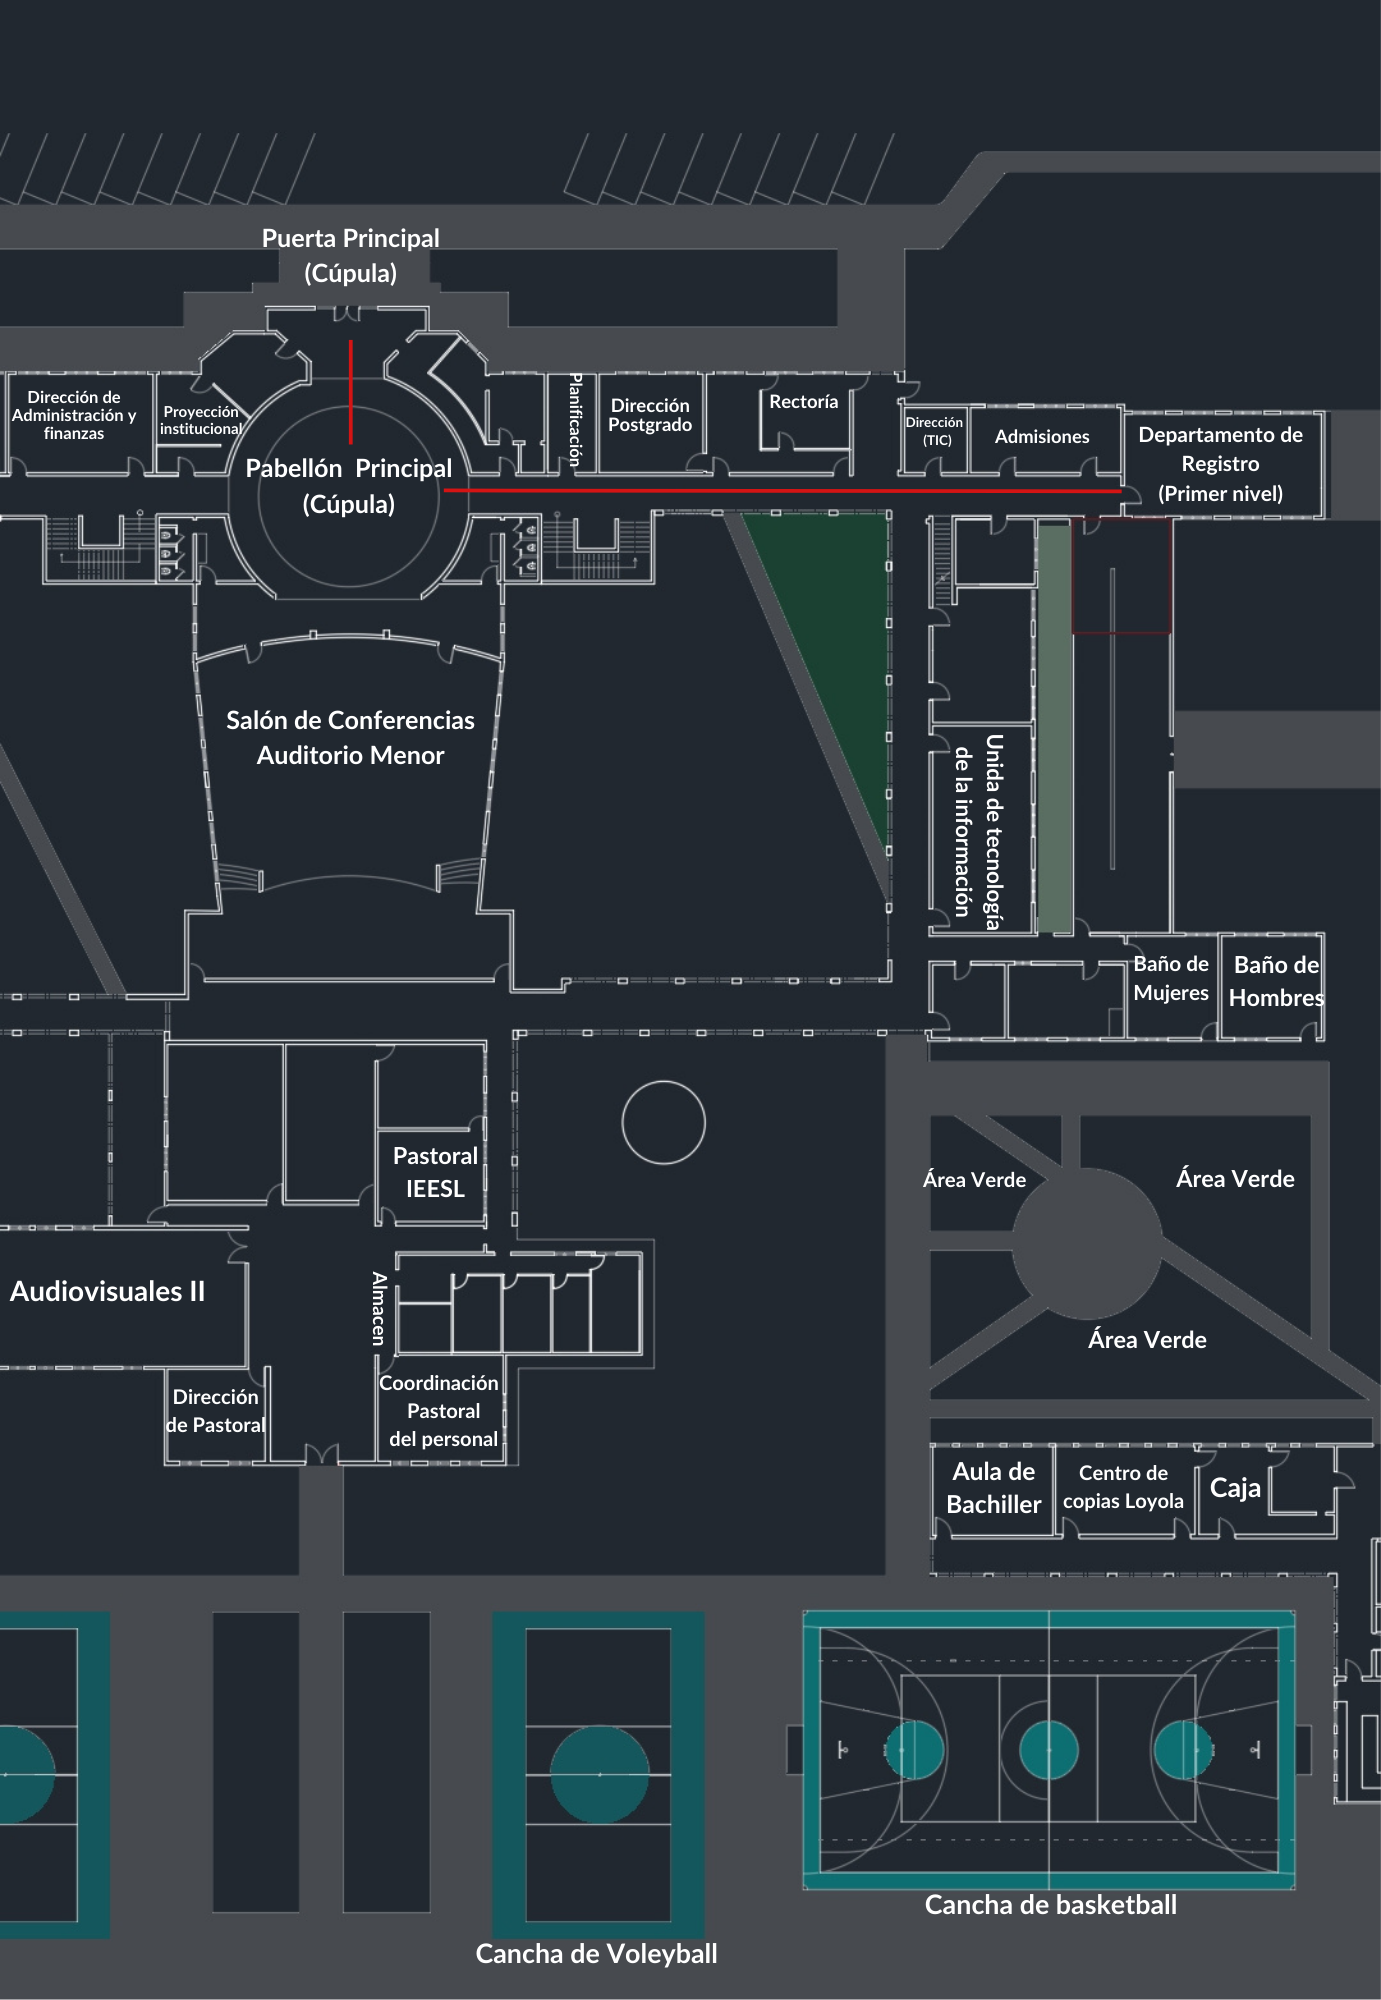 Puerta Principal
(Cúpula)
Dirección de
Administración y
finanzas
Proyección
institucional
Pabellón  Principal
(Cúpula)
Planificación
Dirección
Postgrado
Rectoría
Dirección
(TIC)
Admisiones
Departamento de
Registro
(Primer nivel)
Salón de Conferencias
Auditorio Menor
Unida de tecnología
de la información
Baño de
Mujeres
Baño de
Hombres
Pastoral
IEESL
Área Verde
Área Verde
Área Verde
Audiovisuales II
Almacen
Dirección
de Pastoral
Coordinación
Pastoral
del personal
Aula de
Bachiller
Centro de
copias Loyola
Caja
Cancha de basketball
Cancha de Voleyball